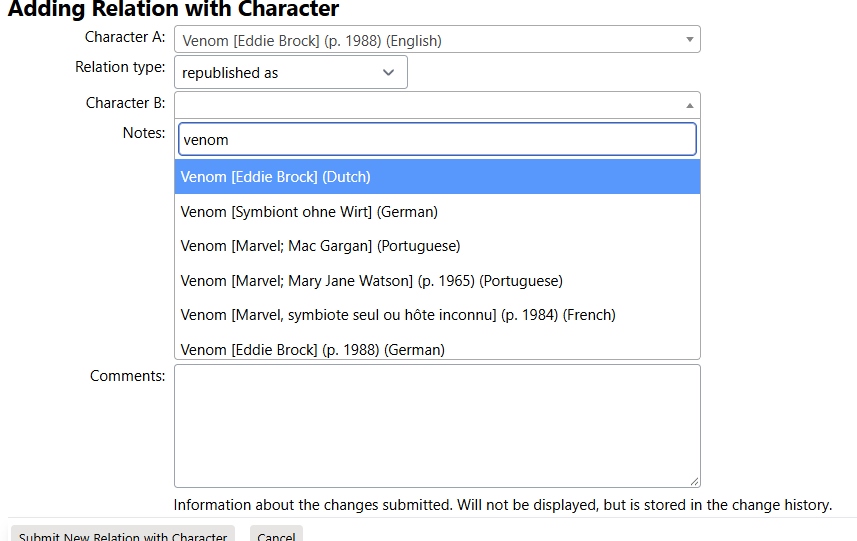 Adding Relation with Character
Character A: Venom [Eddie Brock] (p. 1988) (English)
Relation type: republished as
Character B:
Notes: venom
Venom [Eddie Brock] (Dutch)
Venom [Symbiont ohne Wirt] (German)
Venom [Marvel; Mac Gargan] (Portuguese)
Venom [Marvel; Mary Jane Watson] (p. 1965) (Portuguese)
Venom [Marvel, symbiote seul ou hôte inconnu] (p. 1984) (French)
Venom [Eddie Brock] (p. 1988) (German)
Comments:
Information about the changes submitted. Will not be displayed, but is stored in the change history.
Submit New Relation with Character Cancel